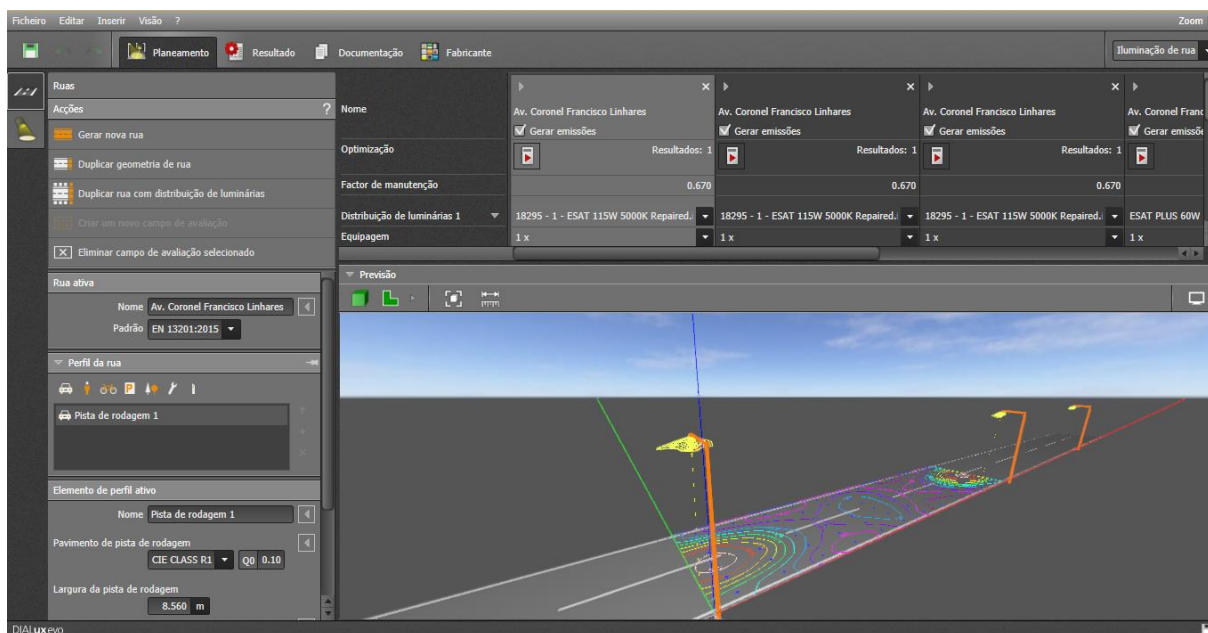 Ficheiro Editar Inserir Visão ? Zoom
Planeamento Resultado Documentação Fabricante Iluminação de rua
Ruas
Acções ?
Gerar nova rua
Duplicar geometria de rua
Duplicar rua com distribuição de luminárias
Criar um novo campo de avaliação
Eliminar campo de avaliação selecionado
Rua ativa
Nome Av. Coronel Francisco Linhares
Padrão EN 13201:2015
Perfil da rua
Pista de rodagem 1
Elemento de perfil ativo
Nome Pista de rodagem 1
Pavimento de pista de rodagem
CIE CLASS R1 Q0 0.10
Largura da pista de rodagem
8.560 m
Nome Av. Coronel Francisco Linhares Av. Coronel Francisco Linhares Av. Coronel Francisco Linhares Av. Coronel Franc
Gerar emissões Gerar emissões Gerar emissões Gerar emissõe
Optimização Resultados: 1 Resultados: 1 Resultados: 1
Factor de manutenção 0.670 0.670 0.670
Distribuição de luminárias 1 18295 - 1 - ESAT 115W 5000K Repaired. 18295 - 1 - ESAT 115W 5000K Repaired. 18295 - 1 - ESAT 115W 5000K Repaired. ESAT PLUS 60W
Equipagem 1 x 1 x 1 x 1 x
Previsão
DIALux evo